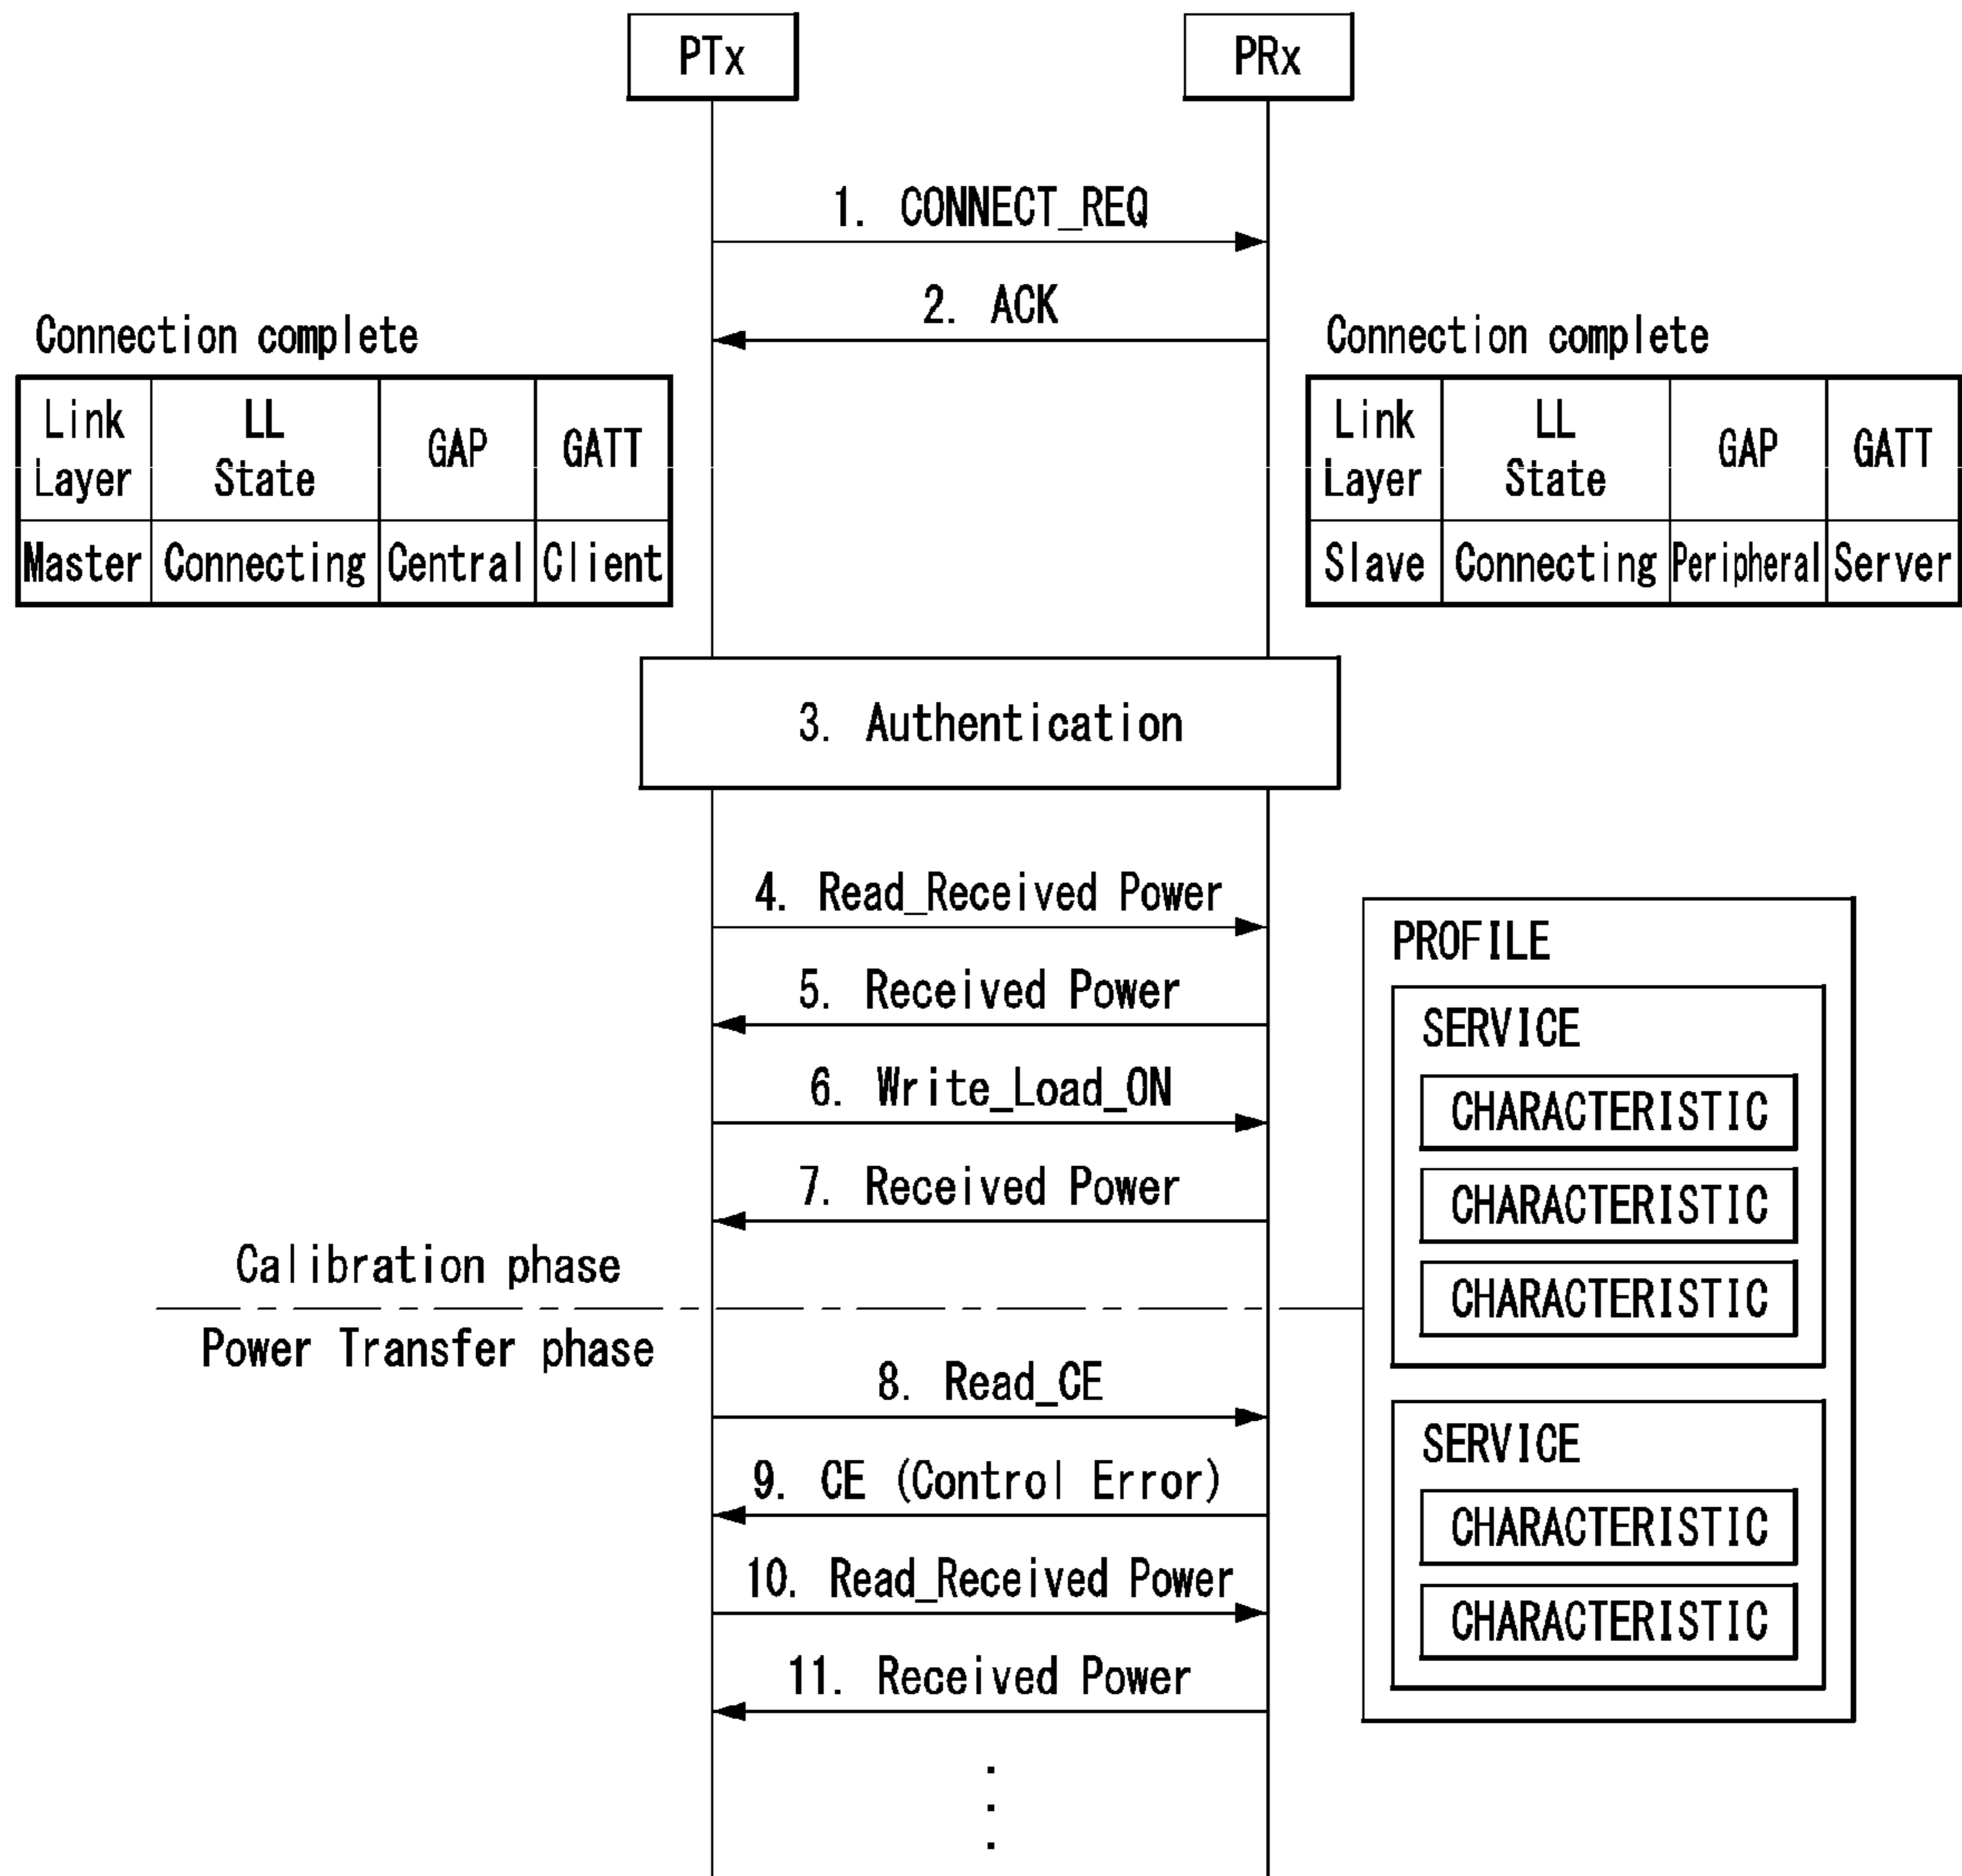 PTx
PRx
1. CONNECT_REQ
2. ACK
Connection complete
Link Layer
LL State
GAP
GATT
Master
Connecting
Central
Client
Connection complete
Link Layer
LL State
GAP
GATT
Slave
Connecting
Peripheral
Server
3. Authentication
4. Read_Received Power
5. Received Power
6. Write_Load_ON
7. Received Power
Calibration phase
Power Transfer phase
8. Read_CE
9. CE (Control Error)
10. Read_Received Power
11. Received Power
PROFILE
SERVICE
CHARACTERISTIC
CHARACTERISTIC
CHARACTERISTIC
SERVICE
CHARACTERISTIC
CHARACTERISTIC